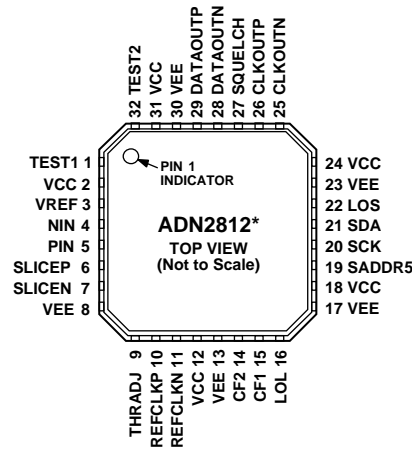 32 TEST2
31 VCC
30 VEE
29 DATAOUTP
28 DATAOUTN
27 SQUELCH
26 CLKOUTP
25 CLKOUTN
TEST1 1
VCC 2
VREF 3
NIN 4
PIN 5
SLICEP 6
SLICEN 7
VEE 8
PIN 1
INDICATOR
ADN2812*
TOP VIEW
(Not to Scale)
24 VCC
23 VEE
22 LOS
21 SDA
20 SCK
19 SADDR5
18 VCC
17 VEE
THRADJ 9
REFCLKP 10
REFCLKN 11
VCC 12
VEE 13
CF2 14
CF1 15
LOL 16